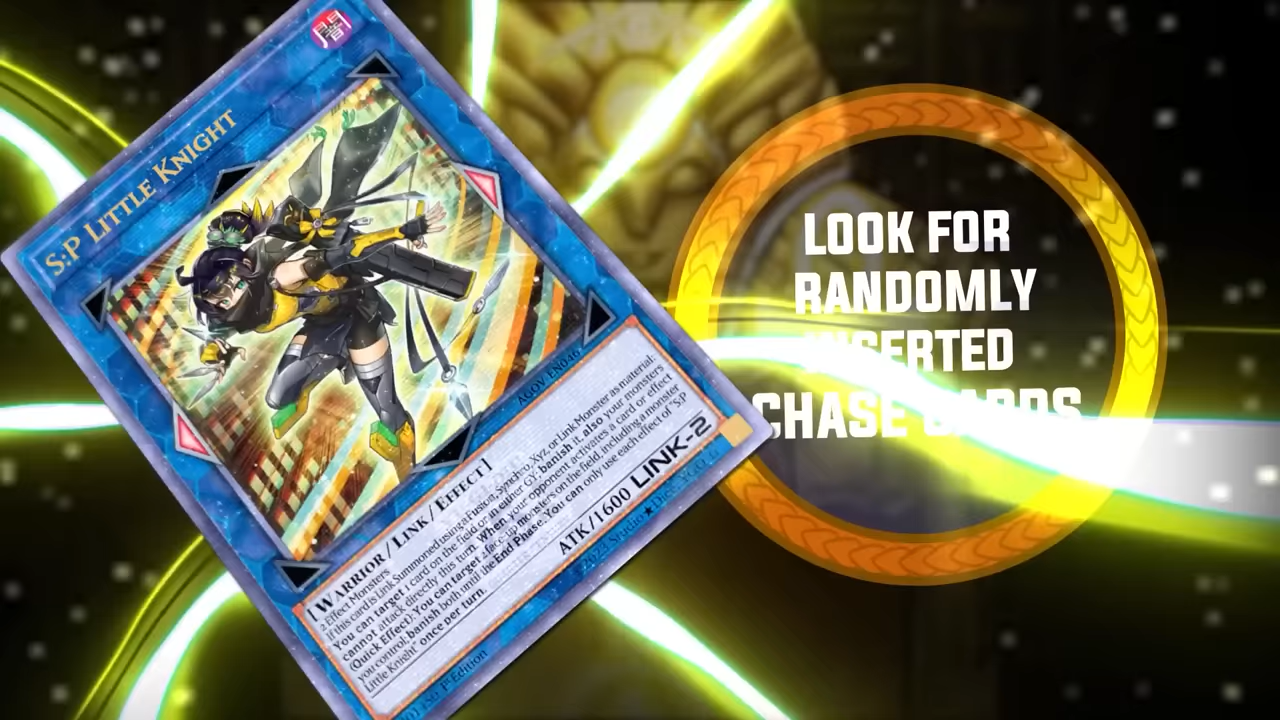 闇
S:P LITTLE KNIGHT
AGOV-EN046
[ WARRIOR / LINK / EFFECT ]
2 Effect Monsters
If this card is Link Summoned using a Fusion, Synchro, Xyz, or Link Monster as material:
You can target 1 card on the field or in either GY; banish it, also your monsters
cannot attack directly this turn. When your opponent activates a card or effect
(Quick Effect): You can target 2 face-up monsters on the field, including a monster
you control; banish both until the End Phase. You can only use each effect of "S:P
Little Knight" once per turn.
ATK/1600 LINK-2
1st Edition
LOOK FOR
RANDOMLY
INSERTED
CHASE CARDS